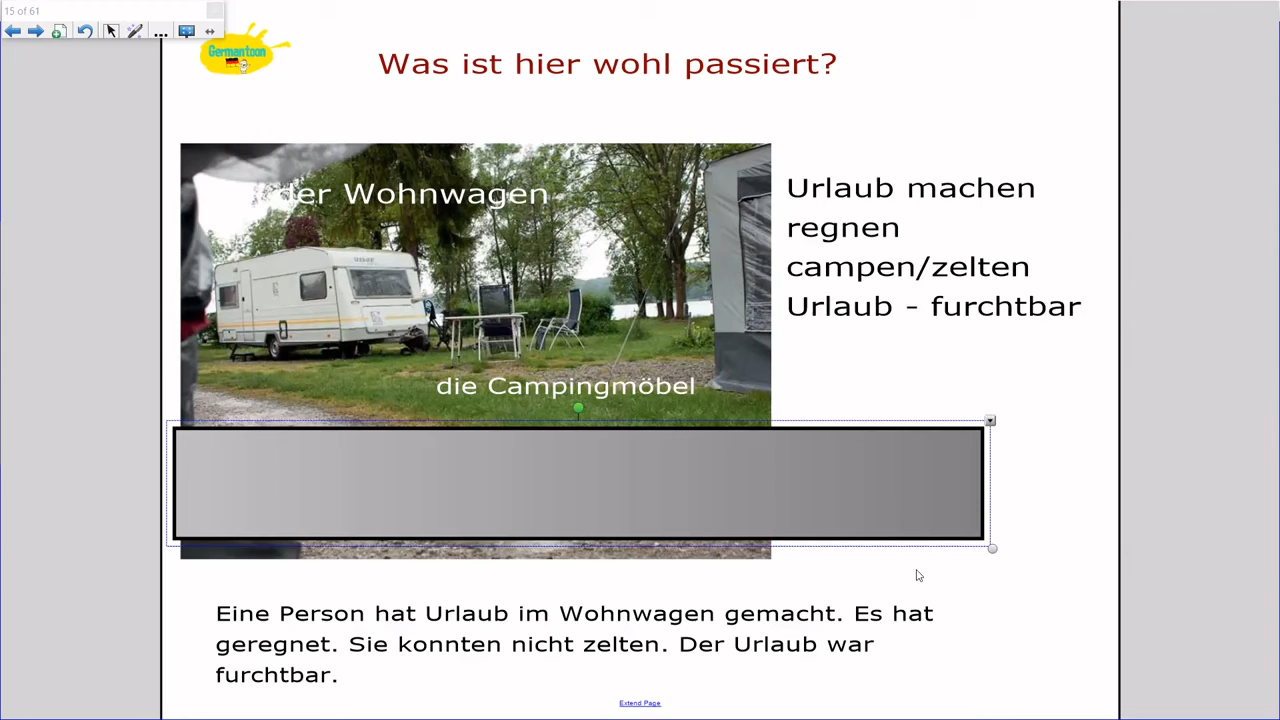 15 of 61
Germantoon
Was ist hier wohl passiert?
der Wohnwagen
die Campingmöbel
Urlaub machen
regnen
campen/zelten
Urlaub - furchtbar
Eine Person hat Urlaub im Wohnwagen gemacht. Es hat
geregnet. Sie konnten nicht zelten. Der Urlaub war
furchtbar.
Extend Page